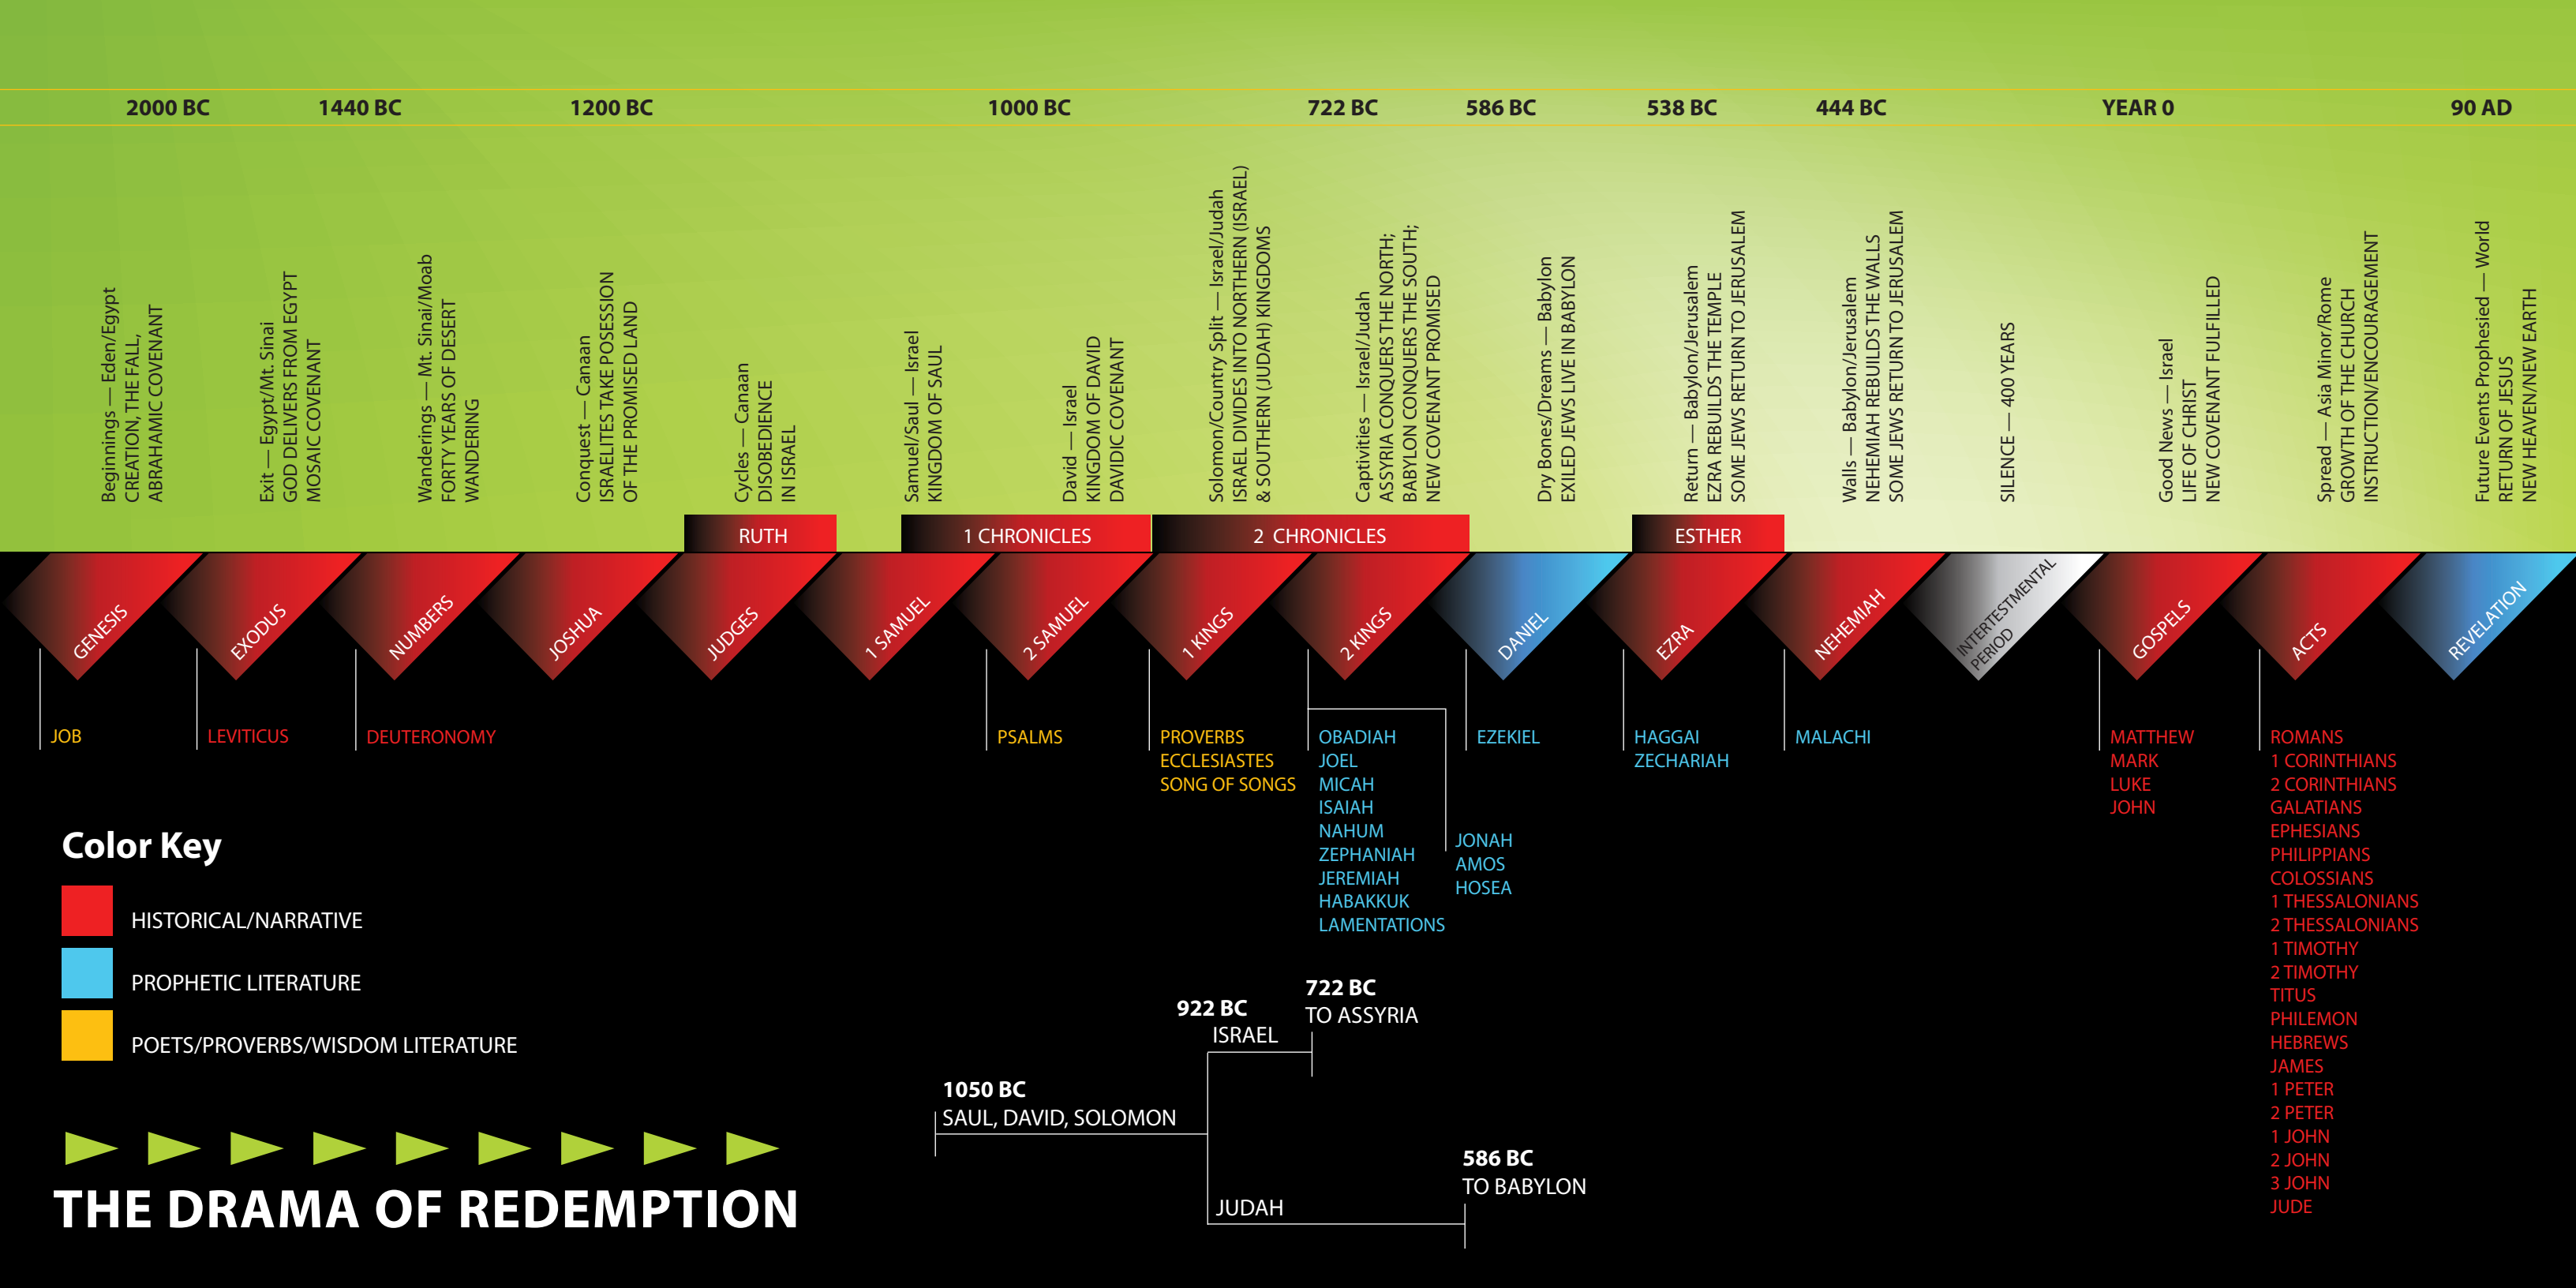 2000 BC
1440 BC
1200 BC
1000 BC
722 BC
586 BC
538 BC
444 BC
YEAR 0
90 AD
Beginnings — Eden/Egypt
CREATION, THE FALL,
ABRAHAMIC COVENANT
Exit — Egypt/Mt. Sinai
GOD DELIVERS FROM EGYPT
MOSAIC COVENANT
Wanderings — Mt. Sinai/Moab
FORTY YEARS OF DESERT
WANDERING
Conquest — Canaan
ISRAELITES TAKE POSESSION
OF THE PROMISED LAND
Cycles — Canaan
DISOBEDIENCE
IN ISRAEL
Samuel/Saul — Israel
KINGDOM OF SAUL
David — Israel
KINGDOM OF DAVID
DAVIDIC COVENANT
Solomon/Country Split — Israel/Judah
ISRAEL DIVIDES INTO NORTHERN (ISRAEL)
& SOUTHERN (JUDAH) KINGDOMS
Captivities — Israel/Judah
ASSYRIA CONQUERS THE NORTH;
BABYLON CONQUERS THE SOUTH;
NEW COVENANT PROMISED
Dry Bones/Dreams — Babylon
EXILED JEWS LIVE IN BABYLON
Return — Babylon/Jerusalem
EZRA REBUILDS THE TEMPLE
SOME JEWS RETURN TO JERUSALEM
Walls — Babylon/Jerusalem
NEHEMIAH REBUILDS THE WALLS
SOME JEWS RETURN TO JERUSALEM
SILENCE — 400 YEARS
Good News — Israel
LIFE OF CHRIST
NEW COVENANT FULFILLED
Spread — Asia Minor/Rome
GROWTH OF THE CHURCH
INSTRUCTION/ENCOURAGEMENT
Future Events Prophesied — World
RETURN OF JESUS
NEW HEAVEN/NEW EARTH
RUTH
1 CHRONICLES
2 CHRONICLES
ESTHER
GENESIS
EXODUS
NUMBERS
JOSHUA
JUDGES
1 SAMUEL
2 SAMUEL
1 KINGS
2 KINGS
DANIEL
EZRA
NEHEMIAH
INTERTESTMENTAL
PERIOD
GOSPELS
ACTS
REVELATION
JOB
LEVITICUS
DEUTERONOMY
PSALMS
PROVERBS
ECCLESIASTES
SONG OF SONGS
OBADIAH
JOEL
MICAH
ISAIAH
NAHUM
ZEPHANIAH
JEREMIAH
HABAKKUK
LAMENTATIONS
JONAH
AMOS
HOSEA
EZEKIEL
HAGGAI
ZECHARIAH
MALACHI
MATTHEW
MARK
LUKE
JOHN
ROMANS
1 CORINTHIANS
2 CORINTHIANS
GALATIANS
EPHESIANS
PHILIPPIANS
COLOSSIANS
1 THESSALONIANS
2 THESSALONIANS
1 TIMOTHY
2 TIMOTHY
TITUS
PHILEMON
HEBREWS
JAMES
1 PETER
2 PETER
1 JOHN
2 JOHN
3 JOHN
JUDE
Color Key
HISTORICAL/NARRATIVE
PROPHETIC LITERATURE
POETS/PROVERBS/WISDOM LITERATURE
1050 BC
SAUL, DAVID, SOLOMON
922 BC
ISRAEL
722 BC
TO ASSYRIA
JUDAH
586 BC
TO BABYLON
THE DRAMA OF REDEMPTION